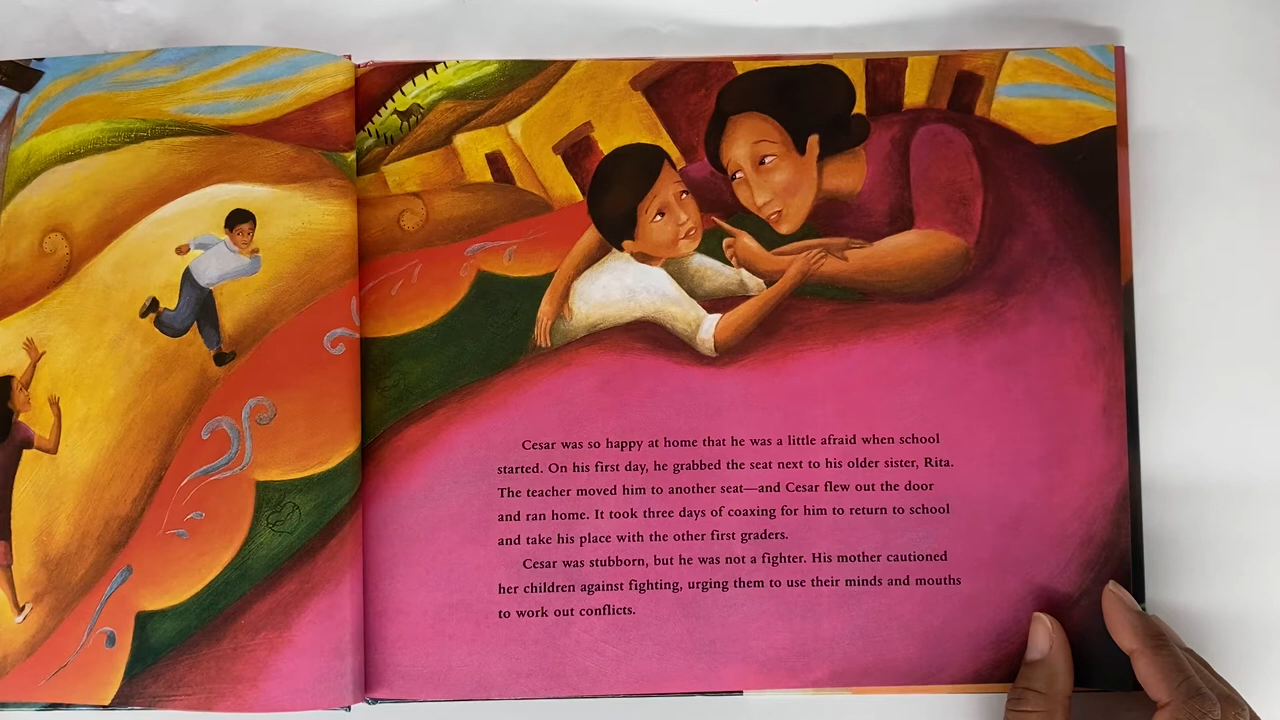 Cesar was so happy at home that he was a little afraid when school
started. On his first day, he grabbed the seat next to his older sister, Rita.
The teacher moved him to another seat—and Cesar flew out the door
and ran home. It took three days of coaxing for him to return to school
and take his place with the other first graders.
Cesar was stubborn, but he was not a fighter. His mother cautioned
her children against fighting, urging them to use their minds and mouths
to work out conflicts.